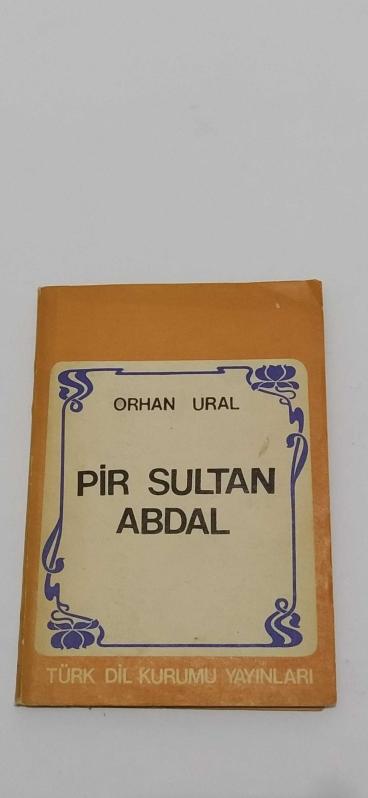 ORHAN URAL
PİR SULTAN
ABDAL
TÜRK DİL KURUMU YAYINLARI